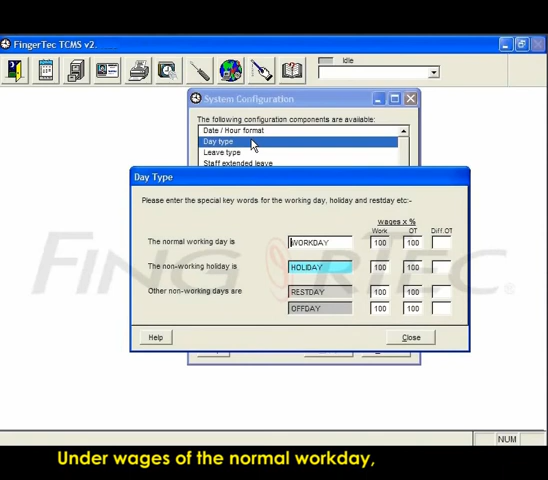 FingerTec TCMS v2.
Idle
System Configuration
The following configuration components are available:
Date / Hour format
Day type
Leave type
Staff extended leave
Day Type
Please enter the special key words for the working day, holiday and restday etc:-
wages x %
Work OT Diff.OT
The normal working day is WORKDAY 100 100
The non-working holiday is HOLIDAY 100 100
Other non-working days are RESTDAY 100 100
OFFDAY 100 100
FINGERTEC ®
Help Close
NUM
Under wages of the normal workday,